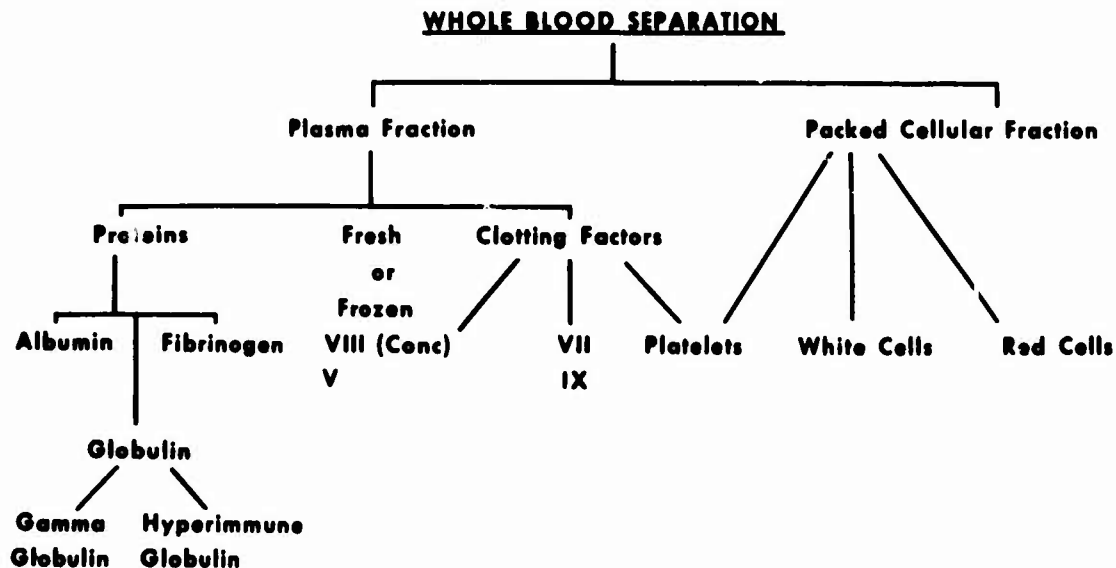 WHOLE BLOOD SEPARATION
Plasma Fraction
Packed Cellular Fraction
Proteins
Fresh
or
Frozen
Clotting Factors
Albumin
Fibrinogen
VIII (Conc)
V
VII
IX
Platelets
White Cells
Red Cells
Globulin
Gamma
Globulin
Hyperimmune
Globulin